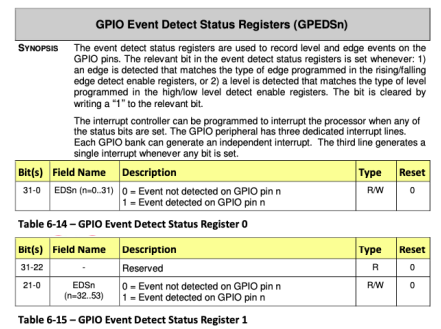 GPIO Event Detect Status Registers (GPEDSn)
SYNOPSIS The event detect status registers are used to record level and edge events on the
GPIO pins. The relevant bit in the event detect status registers is set whenever: 1)
an edge is detected that matches the type of edge programmed in the rising/falling
edge detect enable registers, or 2) a level is detected that matches the type of level
programmed in the high/low level detect enable registers. The bit is cleared by
writing a "1" to the relevant bit.
The interrupt controller can be programmed to interrupt the processor when any of
the status bits are set. The GPIO peripheral has three dedicated interrupt lines.
Each GPIO bank can generate an independent interrupt. The third line generates a
single interrupt whenever any bit is set.
Bit(s) Field Name Description Type Reset
31-0 EDSn (n=0..31) 0 = Event not detected on GPIO pin n R/W 0
1 = Event detected on GPIO pin n
Table 6-14 – GPIO Event Detect Status Register 0
Bit(s) Field Name Description Type Reset
31-22 - Reserved R 0
21-0 EDSn 0 = Event not detected on GPIO pin n R/W 0
(n=32..53) 1 = Event detected on GPIO pin n
Table 6-15 – GPIO Event Detect Status Register 1